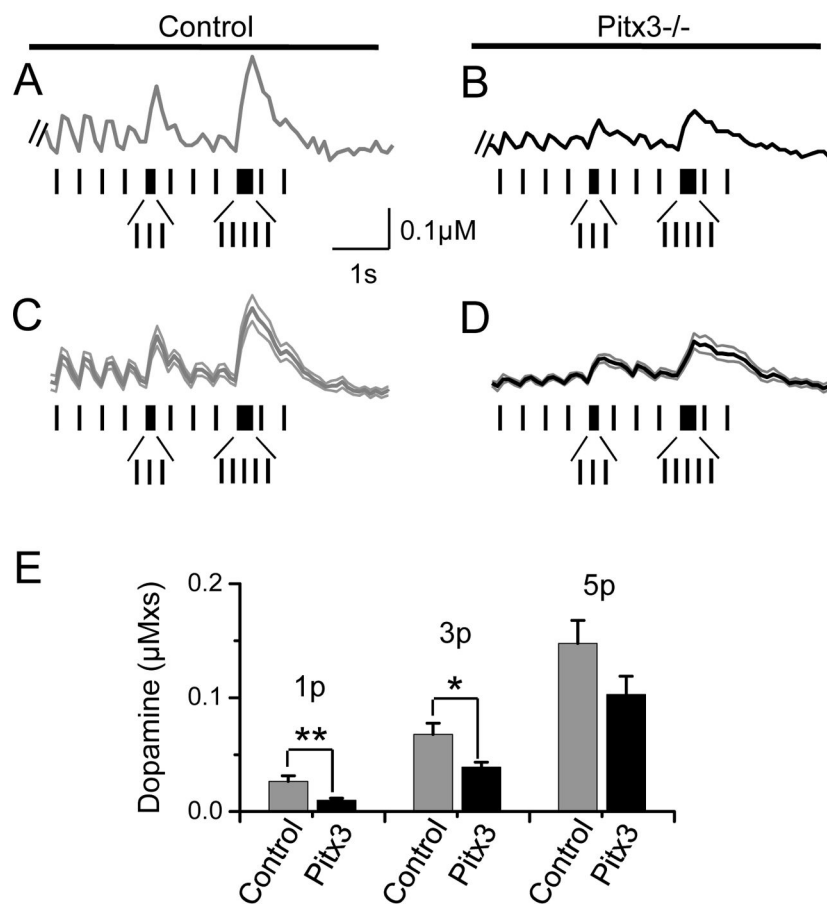 Control
Pitx3-/-
A
B
0.1µM
1s
C
D
E
Dopamine (µMxs)
0.2
0.1
0.0
1p
**
3p
*
5p
Control
Pitx3
Control
Pitx3
Control
Pitx3